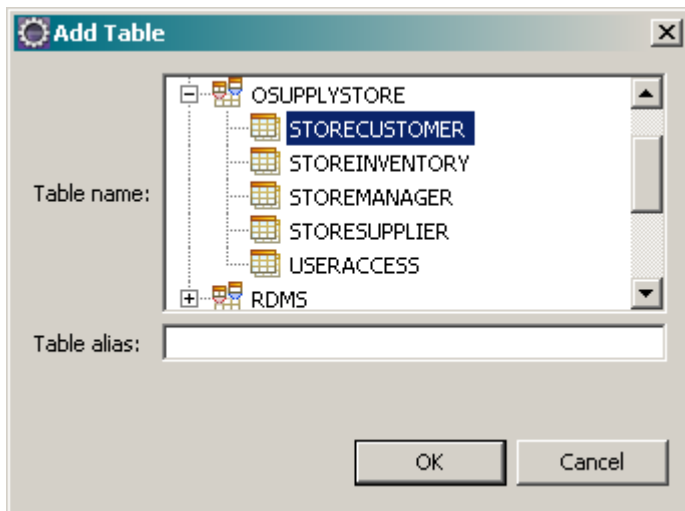 Add Table
OSUPPLYSTORE
STORECUSTOMER
STOREINVENTORY
Table name:
STOREMANAGER
STORESUPPLIER
USERACCESS
RDMS
Table alias:
OK
Cancel